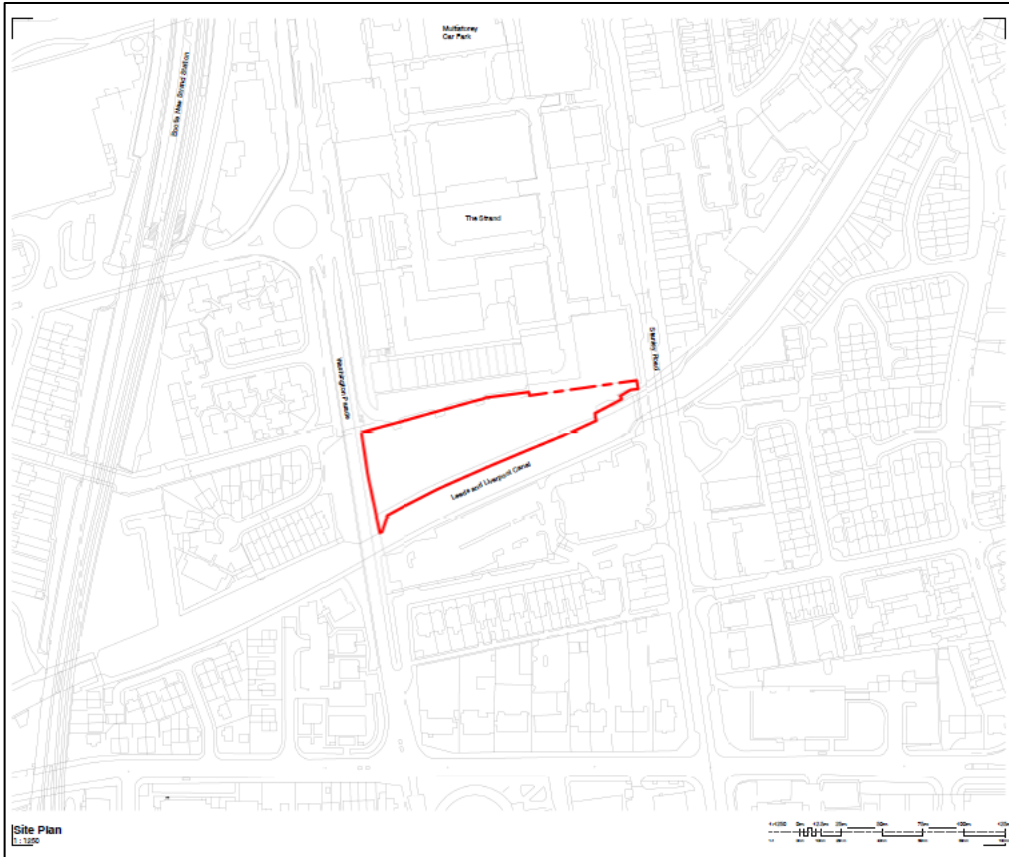 Multistorey
Car Park
Bootle New Strand Station
The Strand
Stanley Road
Washington Parade
Leeds and Liverpool Canal
Site Plan
1 : 1250